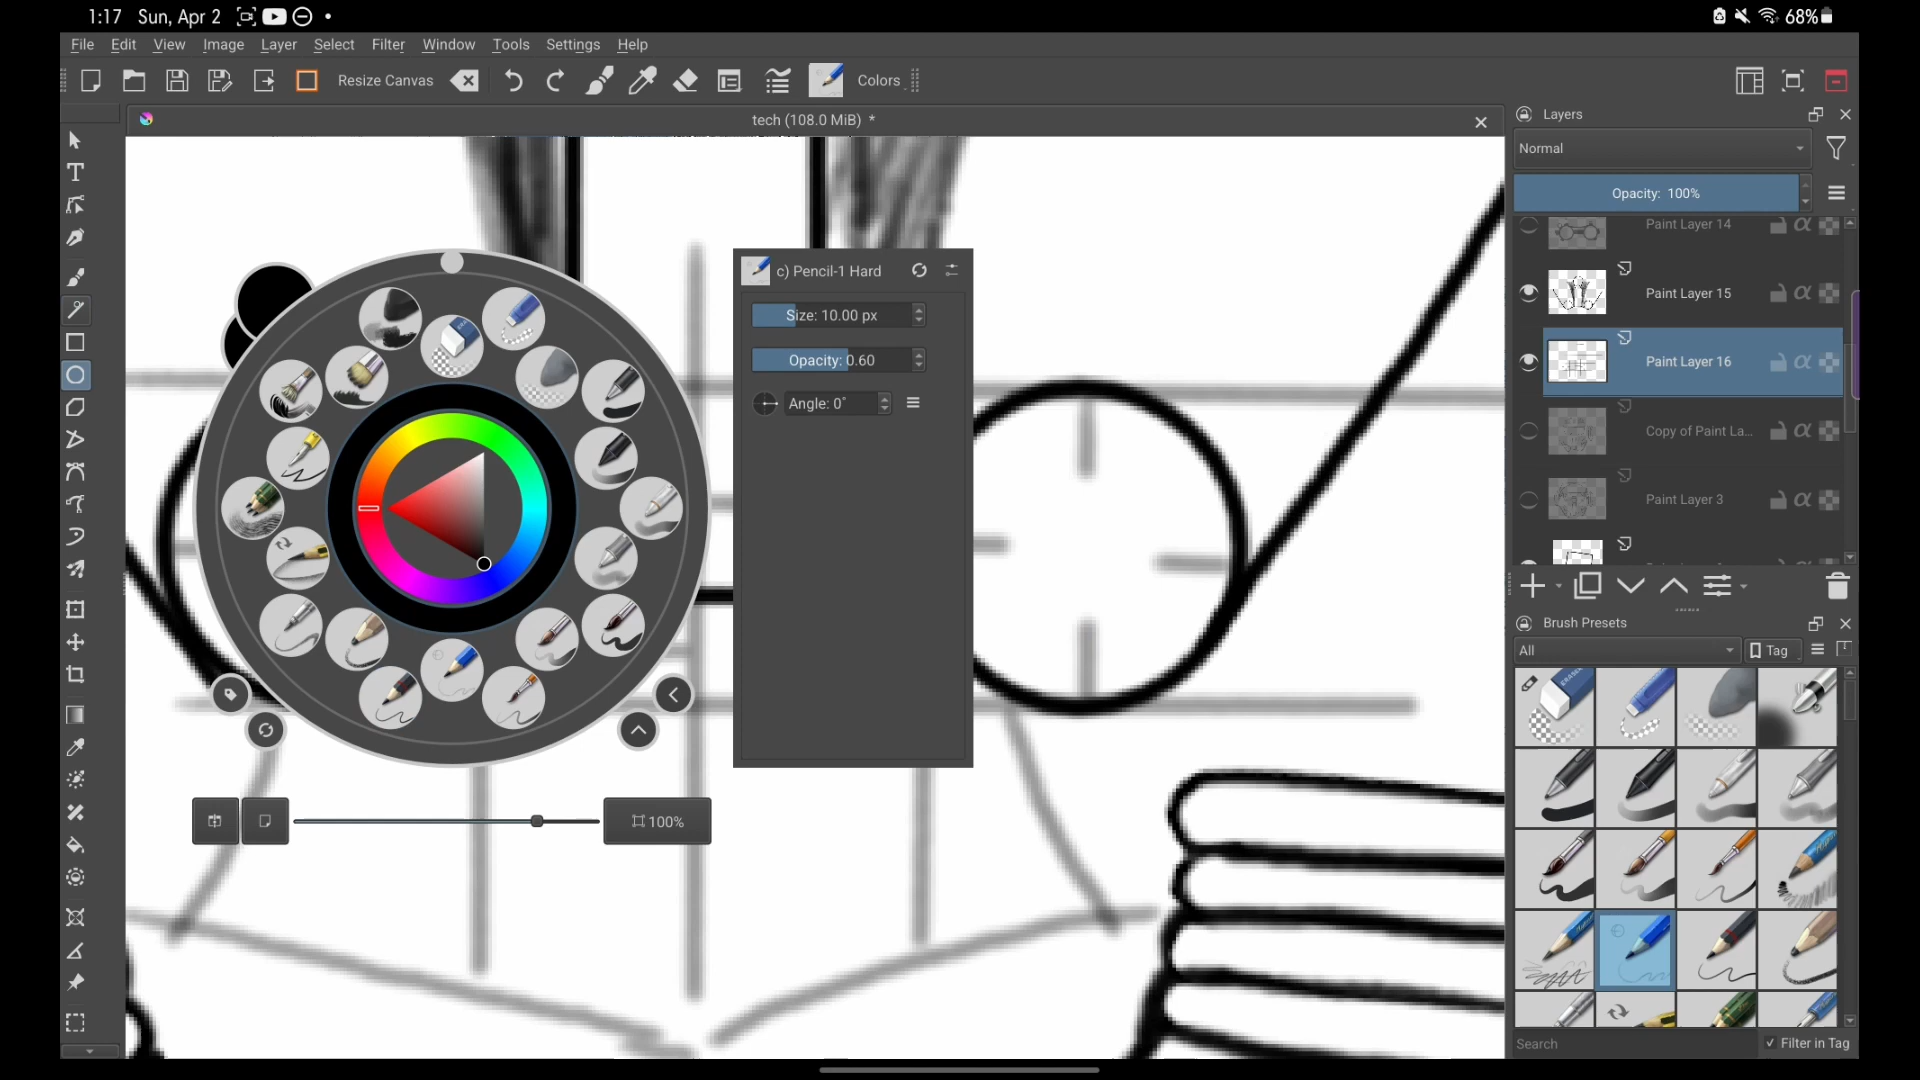 1:17 Sun, Apr 2
68%
File Edit View Image Layer Select Filter Window Tools Settings Help
Resize Canvas
Colors
tech (108.0 MiB) *
Layers
Normal
Opacity: 100%
Paint Layer 14
Paint Layer 15
Paint Layer 16
Copy of Paint La...
Paint Layer 3
c) Pencil-1 Hard
Size: 10.00 px
Opacity: 0.60
Angle: 0°
100%
Brush Presets
All
Tag
Search
Filter in Tag